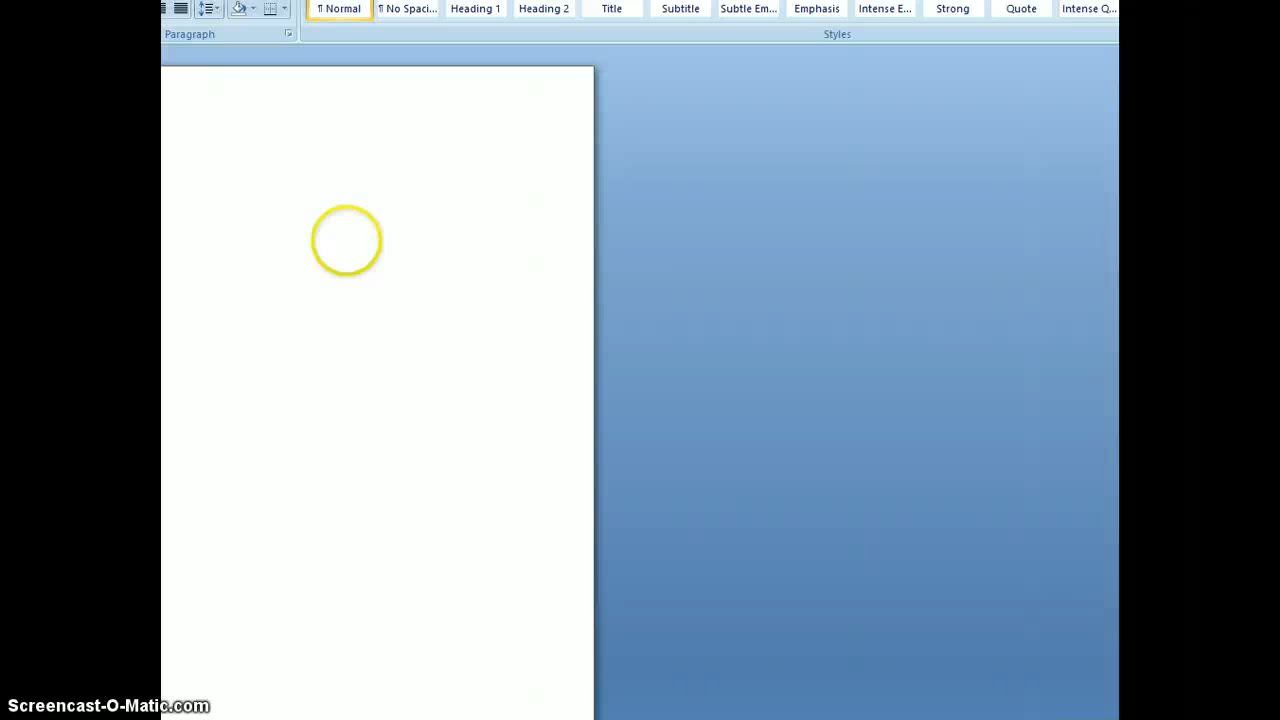 ¶ Normal ¶ No Spaci... Heading 1 Heading 2 Title Subtitle Subtle Em... Emphasis Intense E... Strong Quote Intense Q...
Paragraph Styles
Screencast-O-Matic.com